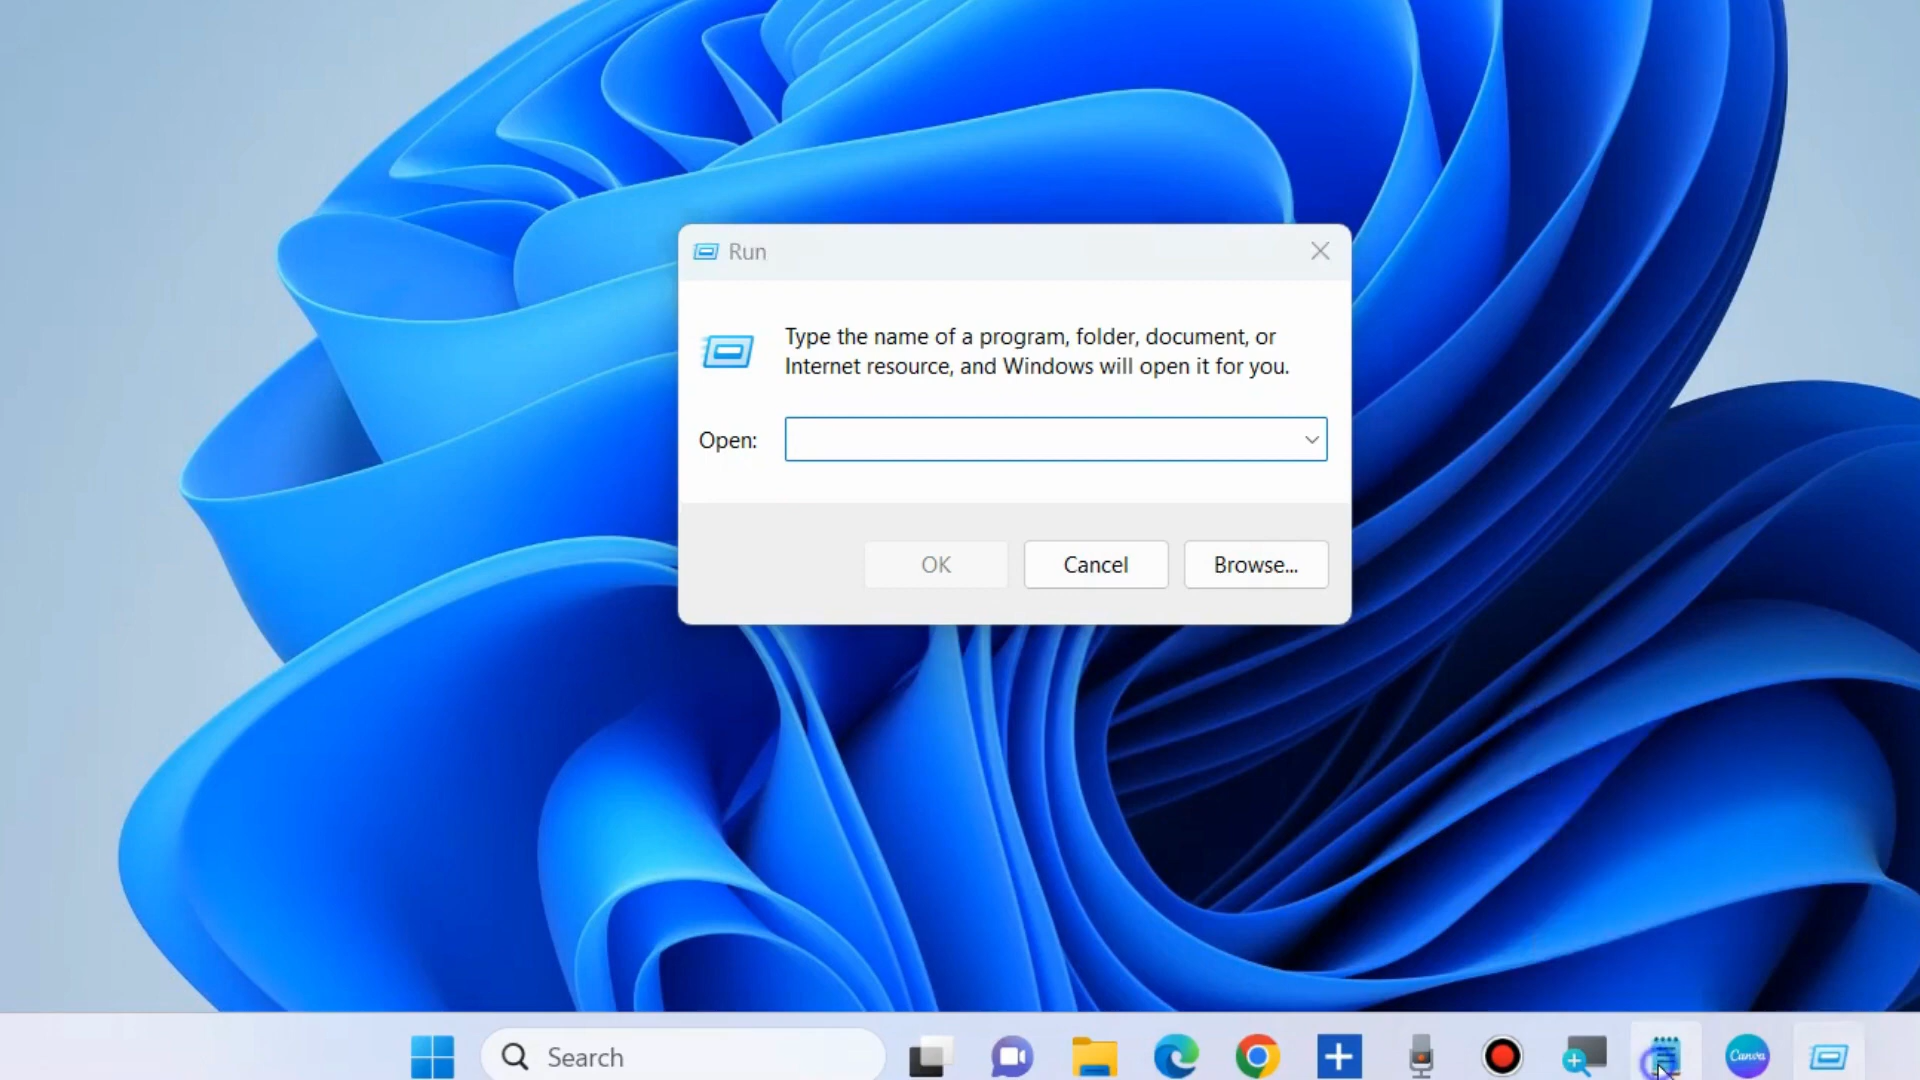 Run
Type the name of a program, folder, document, or
Internet resource, and Windows will open it for you.
Open:
OK Cancel Browse...
Search
Canva